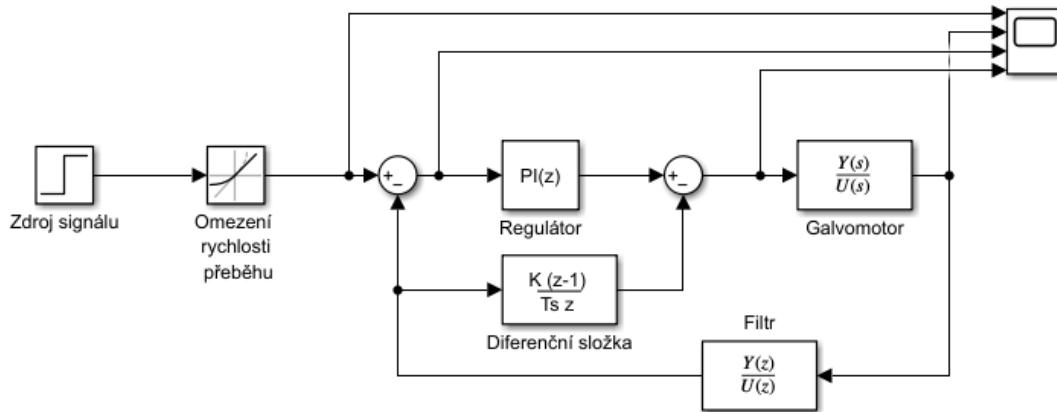 Zdroj signálu
Omezení
rychlosti
přeběhu
+
−
PI(z)
Regulátor
+
−
Y(s)
U(s)
Galvomotor
K (z-1)
Ts z
Diferenční složka
Filtr
Y(z)
U(z)